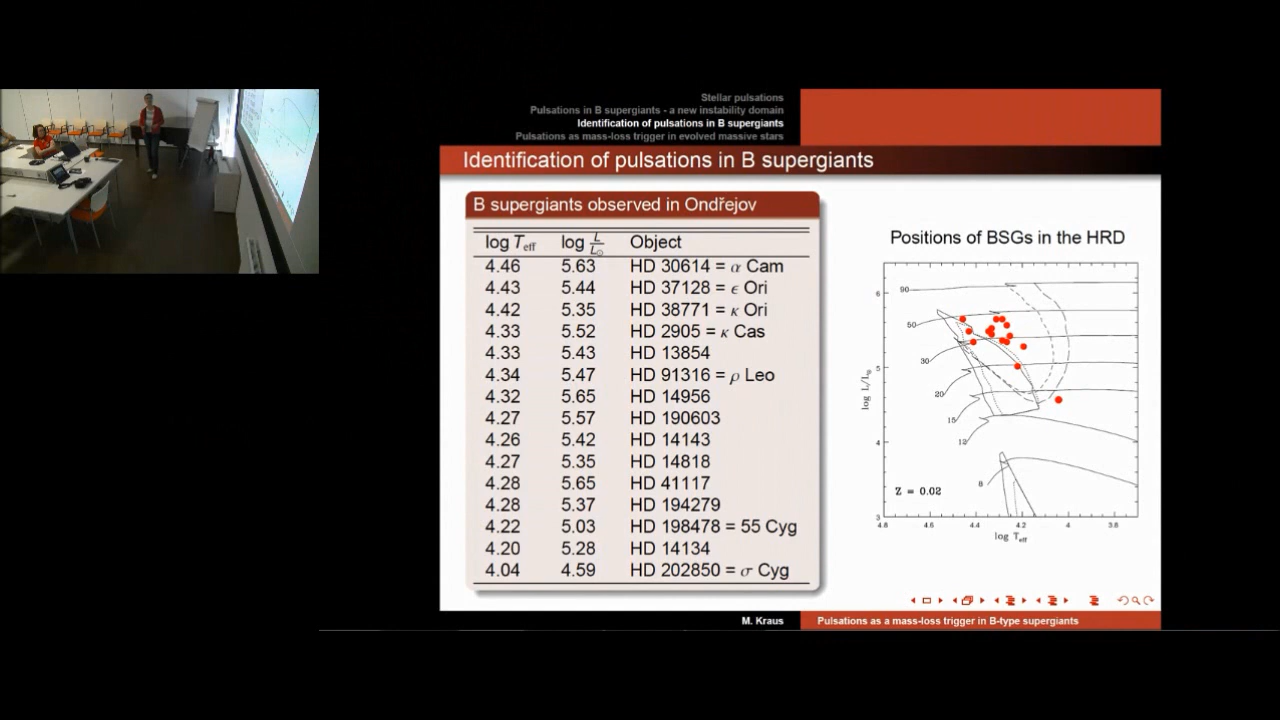 Stellar pulsations
Pulsations in B supergiants - a new instability domain
Identification of pulsations in B supergiants
Pulsations as mass-loss trigger in evolved massive stars
Identification of pulsations in B supergiants
B supergiants observed in Ondřejov
log T_eff log L/L_⊙ Object
4.46 5.63 HD 30614 = α Cam
4.43 5.44 HD 37128 = ϵ Ori
4.42 5.35 HD 38771 = κ Ori
4.33 5.52 HD 2905 = κ Cas
4.33 5.43 HD 13854
4.34 5.47 HD 91316 = ρ Leo
4.32 5.65 HD 14956
4.27 5.57 HD 190603
4.26 5.42 HD 14143
4.27 5.35 HD 14818
4.28 5.65 HD 41117
4.28 5.37 HD 194279
4.22 5.03 HD 198478 = 55 Cyg
4.20 5.28 HD 14134
4.04 4.59 HD 202850 = σ Cyg
Positions of BSGs in the HRD
6
5
4
3
log L/L_⊙
90
50
30
20
15
12
8
Z = 0.02
4.8 4.6 4.4 4.2 4 3.8
log T_eff
M. Kraus
Pulsations as a mass-loss trigger in B-type supergiants